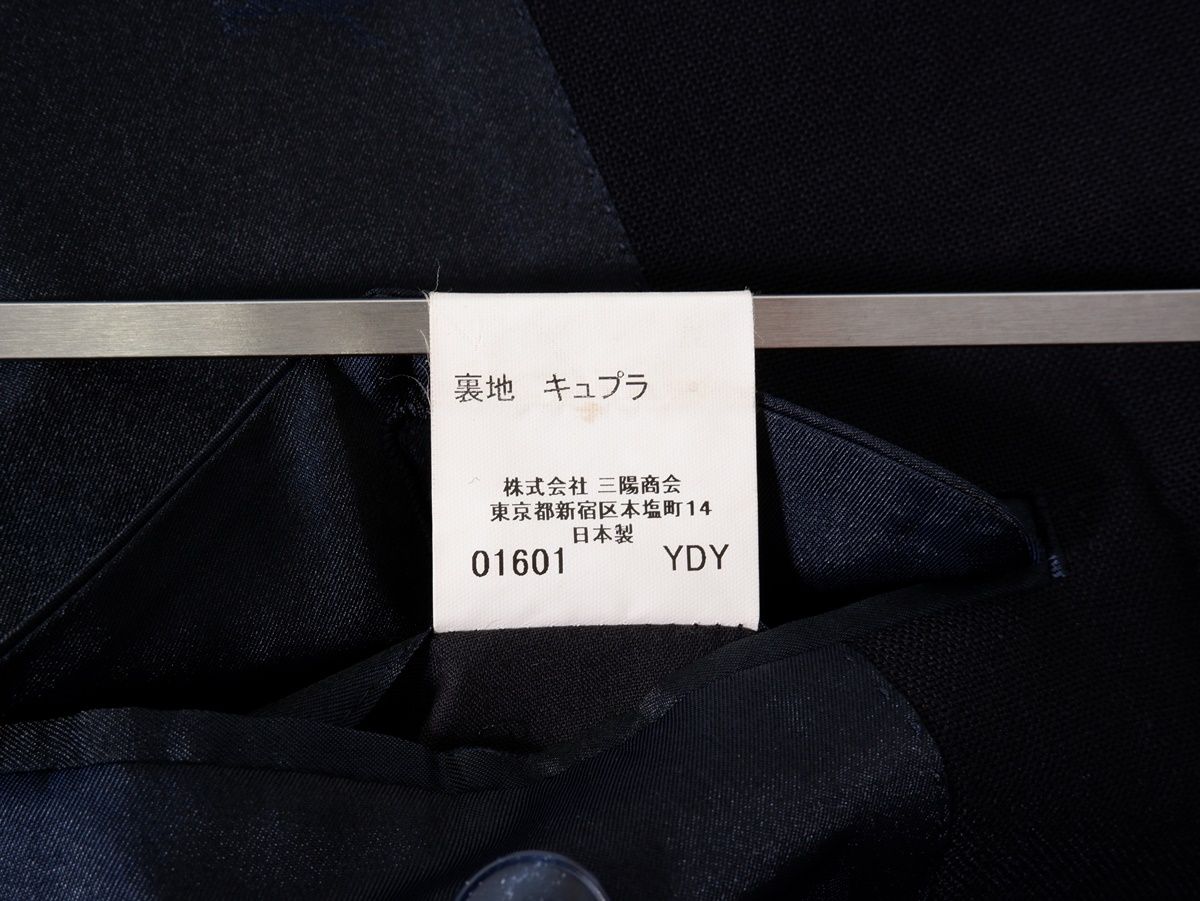 裏地　キュプラ
株式会社 三陽商会
東京都新宿区本塩町14
日本製
01601 YDY